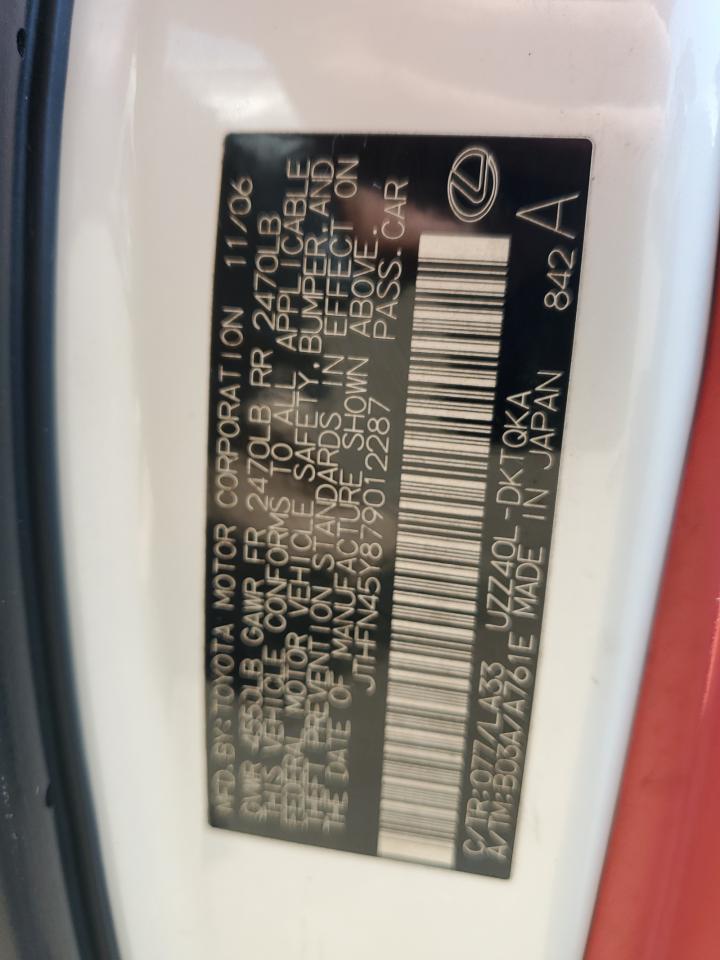 MFD.BY:TOYOTA MOTOR CORPORATION 11/06
GVWR 4550LB GAWR FR 2470LB RR 2470LB
THIS VEHICLE CONFORMS TO ALL APPLICABLE
FEDERAL MOTOR VEHICLE SAFETY,BUMPER,AND
THEFT PREVENTION STANDARDS IN EFFECT ON
THE DATE OF MANUFACTURE SHOWN ABOVE.
JTHFN45Y879012287 PASS.CAR
C/TR:077/LA33 UZZ40L-DKTQKA
A/TM:B03A/A761E MADE IN JAPAN 842 A